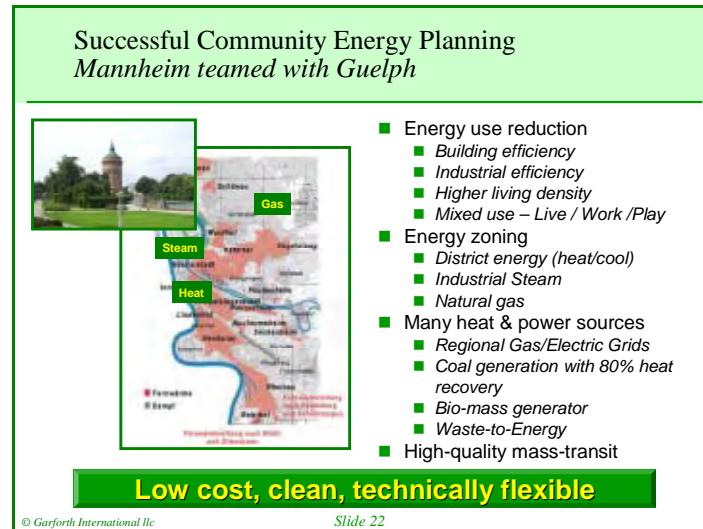 Successful Community Energy Planning
Mannheim teamed with Guelph
Gas
Steam
Heat
■ Energy use reduction
■ Building efficiency
■ Industrial efficiency
■ Higher living density
■ Mixed use – Live / Work /Play
■ Energy zoning
■ District energy (heat/cool)
■ Industrial Steam
■ Natural gas
■ Many heat & power sources
■ Regional Gas/Electric Grids
■ Coal generation with 80% heat
recovery
■ Bio-mass generator
■ Waste-to-Energy
■ High-quality mass-transit
Low cost, clean, technically flexible
© Garforth International llc
Slide 22